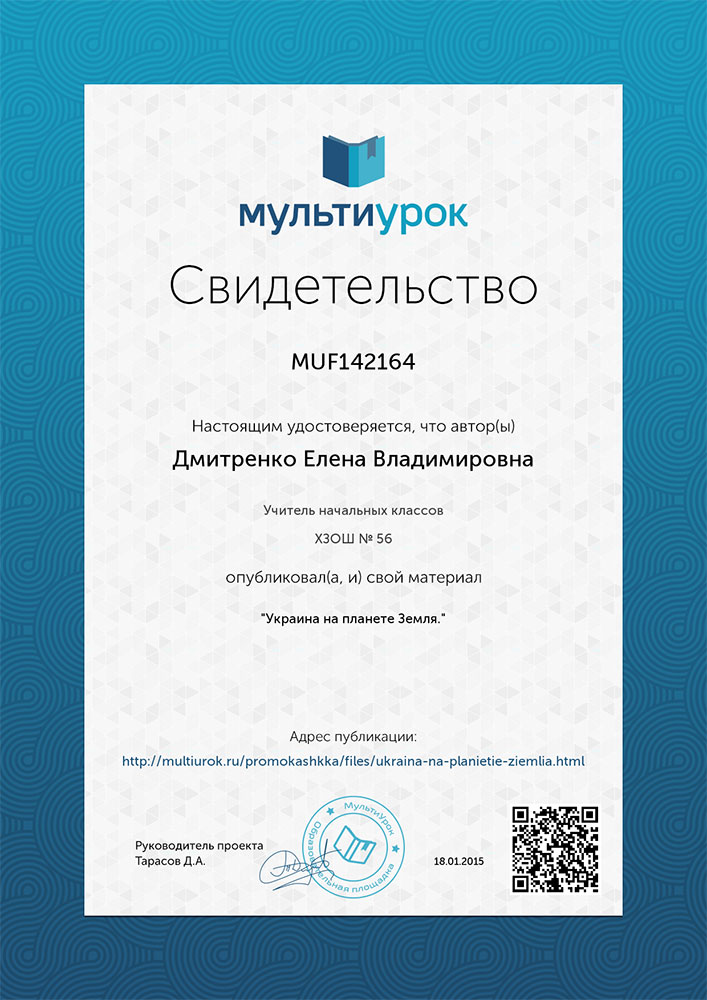 мультиурок
Свидетельство
MUF142164
Настоящим удостоверяется, что автор(ы)
Дмитренко Елена Владимировна
Учитель начальных классов
ХЗОШ № 56
опубликовал(а, и) свой материал
"Украина на планете Земля."
Адрес публикации:
http://multiurok.ru/promokashkka/files/ukraina-na-planietie-ziemlia.html
Руководитель проекта
Тарасов Д.А.
МультиУрок
Образовательная площадка
18.01.2015